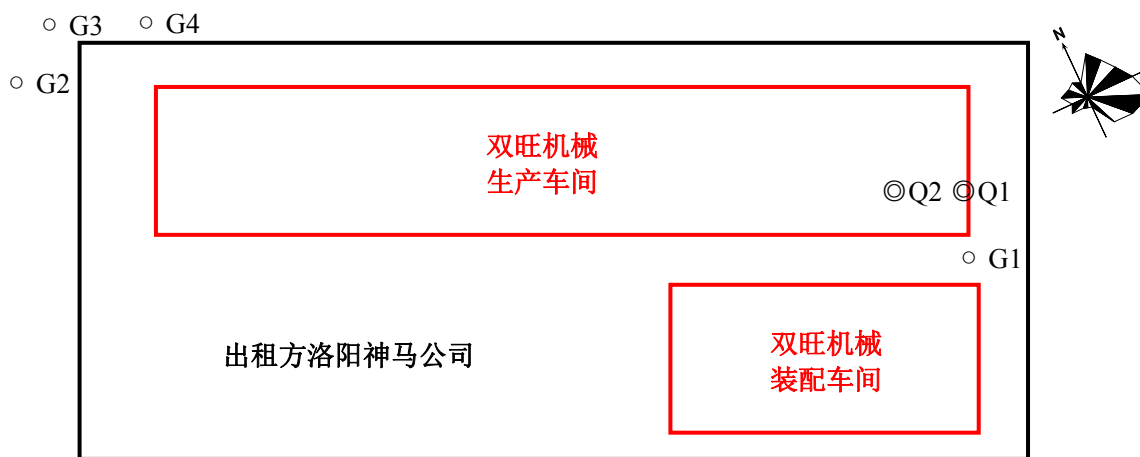 ○ G3
○ G4
N
○ G2
双旺机械
生产车间
◎Q2
◎Q1
○ G1
出租方洛阳神马公司
双旺机械
装配车间